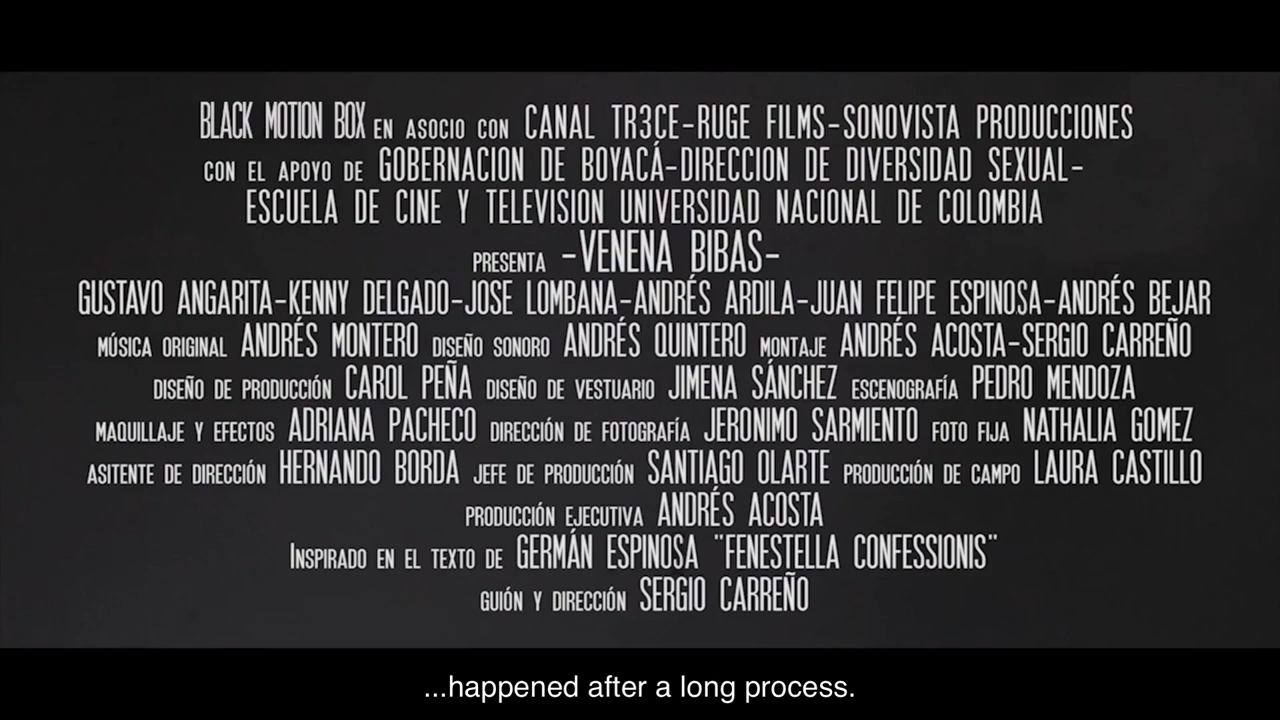 BLACK MOTION BOX EN ASOCIO CON CANAL TR3CE-RUGE FILMS-SONOVISTA PRODUCCIONES
CON EL APOYO DE GOBERNACION DE BOYACÁ-DIRECCION DE DIVERSIDAD SEXUAL-
ESCUELA DE CINE Y TELEVISION UNIVERSIDAD NACIONAL DE COLOMBIA
PRESENTA -VENENA BIBAS-
GUSTAVO ANGARITA-KENNY DELGADO-JOSE LOMBANA-ANDRÉS ARDILA-JUAN FELIPE ESPINOSA-ANDRÉS BEJAR
MÚSICA ORIGINAL ANDRÉS MONTERO DISEÑO SONORO ANDRÉS QUINTERO MONTAJE ANDRÉS ACOSTA-SERGIO CARREÑO
DISEÑO DE PRODUCCIÓN CAROL PEÑA DISEÑO DE VESTUARIO JIMENA SÁNCHEZ ESCENOGRAFÍA PEDRO MENDOZA
MAQUILLAJE Y EFECTOS ADRIANA PACHECO DIRECCIÓN DE FOTOGRAFÍA JERONIMO SARMIENTO FOTO FIJA NATHALIA GOMEZ
ASITENTE DE DIRECCIÓN HERNANDO BORDA JEFE DE PRODUCCIÓN SANTIAGO OLARTE PRODUCCIÓN DE CAMPO LAURA CASTILLO
PRODUCCIÓN EJECUTIVA ANDRÉS ACOSTA
INSPIRADO EN EL TEXTO DE GERMÁN ESPINOSA "FENESTELLA CONFESSIONIS"
GUIÓN Y DIRECCIÓN SERGIO CARREÑO
...happened after a long process.